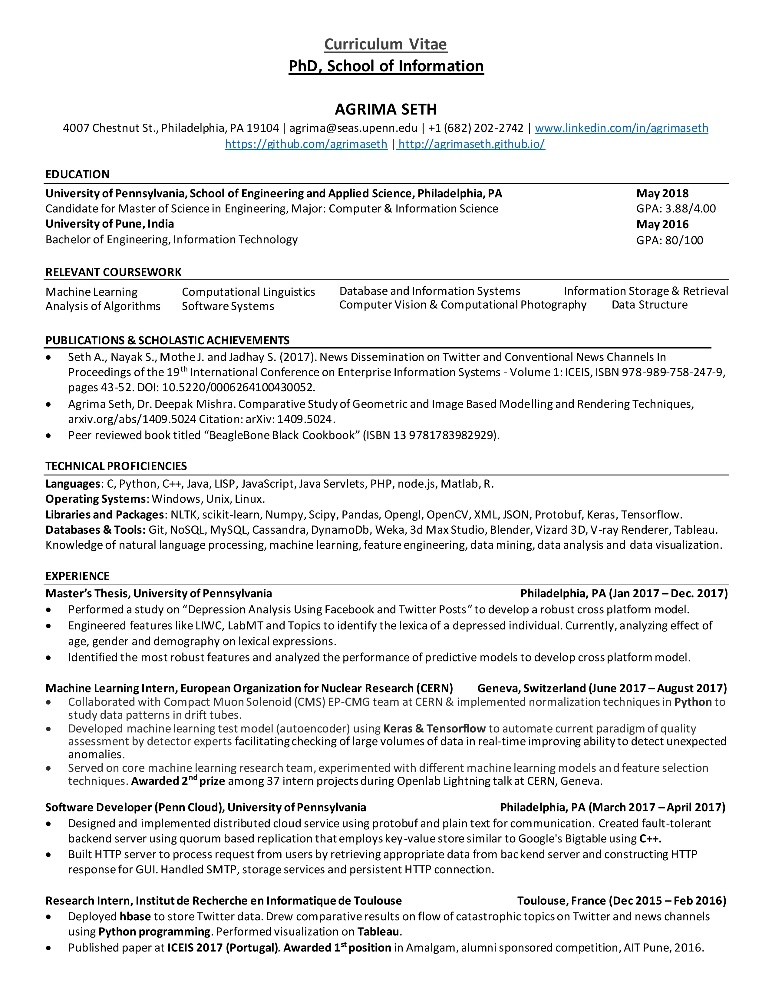 Curriculum Vitae
PhD, School of Information
AGRIMA SETH
4007 Chestnut St., Philadelphia, PA 19104 | agrima@seas.upenn.edu | +1 (682) 202-2742 | www.linkedin.com/in/agrimaseth
https://github.com/agrimaseth | http://agrimaseth.github.io/
EDUCATION
University of Pennsylvania, School of Engineering and Applied Science, Philadelphia, PA May 2018
Candidate for Master of Science in Engineering, Major: Computer & Information Science GPA: 3.88/4.00
University of Pune, India May 2016
Bachelor of Engineering, Information Technology GPA: 80/100
RELEVANT COURSEWORK
Machine Learning Computational Linguistics Database and Information Systems Information Storage & Retrieval
Analysis of Algorithms Software Systems Computer Vision & Computational Photography Data Structure
PUBLICATIONS & SCHOLASTIC ACHIEVEMENTS
• Seth A., Nayak S., Mothe J. and Jadhay S. (2017). News Dissemination on Twitter and Conventional News Channels In
Proceedings of the 19th International Conference on Enterprise Information Systems - Volume 1: ICEIS, ISBN 978-989-758-247-9,
pages 43-52. DOI: 10.5220/0006264100430052.
• Agrima Seth, Dr. Deepak Mishra. Comparative Study of Geometric and Image Based Modelling and Rendering Techniques,
arxiv.org/abs/1409.5024 Citation: arXiv: 1409.5024.
• Peer reviewed book titled “BeagleBone Black Cookbook” (ISBN 13 9781783982929).
TECHNICAL PROFICIENCIES
Languages: C, Python, C++, Java, LISP, JavaScript, Java Servlets, PHP, node.js, Matlab, R.
Operating Systems: Windows, Unix, Linux.
Libraries and Packages: NLTK, scikit-learn, Numpy, Scipy, Pandas, Opengl, OpenCV, XML, JSON, Protobuf, Keras, Tensorflow.
Databases & Tools: Git, NoSQL, MySQL, Cassandra, DynamoDb, Weka, 3d Max Studio, Blender, Vizard 3D, V-ray Renderer, Tableau.
Knowledge of natural language processing, machine learning, feature engineering, data mining, data analysis and data visualization.
EXPERIENCE
Master’s Thesis, University of Pennsylvania Philadelphia, PA (Jan 2017 – Dec. 2017)
• Performed a study on “Depression Analysis Using Facebook and Twitter Posts“ to develop a robust cross platform model.
• Engineered features like LIWC, LabMT and Topics to identify the lexica of a depressed individual. Currently, analyzing effect of
age, gender and demography on lexical expressions.
• Identified the most robust features and analyzed the performance of predictive models to develop cross platform model.
Machine Learning Intern, European Organization for Nuclear Research (CERN) Geneva, Switzerland (June 2017 – August 2017)
• Collaborated with Compact Muon Solenoid (CMS) EP-CMG team at CERN & implemented normalization techniques in Python to
study data patterns in drift tubes.
• Developed machine learning test model (autoencoder) using Keras & Tensorflow to automate current paradigm of quality
assessment by detector experts facilitating checking of large volumes of data in real-time improving ability to detect unexpected
anomalies.
• Served on core machine learning research team, experimented with different machine learning models and feature selection
techniques. Awarded 2nd prize among 37 intern projects during Openlab Lightning talk at CERN, Geneva.
Software Developer (Penn Cloud), University of Pennsylvania Philadelphia, PA (March 2017 – April 2017)
• Designed and implemented distributed cloud service using protobuf and plain text for communication. Created fault-tolerant
backend server using quorum based replication that employs key-value store similar to Google's Bigtable using C++.
• Built HTTP server to process request from users by retrieving appropriate data from backend server and constructing HTTP
response for GUI. Handled SMTP, storage services and persistent HTTP connection.
Research Intern, Institut de Recherche en Informatique de Toulouse Toulouse, France (Dec 2015 – Feb 2016)
• Deployed hbase to store Twitter data. Drew comparative results on flow of catastrophic topics on Twitter and news channels
using Python programming. Performed visualization on Tableau.
• Published paper at ICEIS 2017 (Portugal). Awarded 1st position in Amalgam, alumni sponsored competition, AIT Pune, 2016.